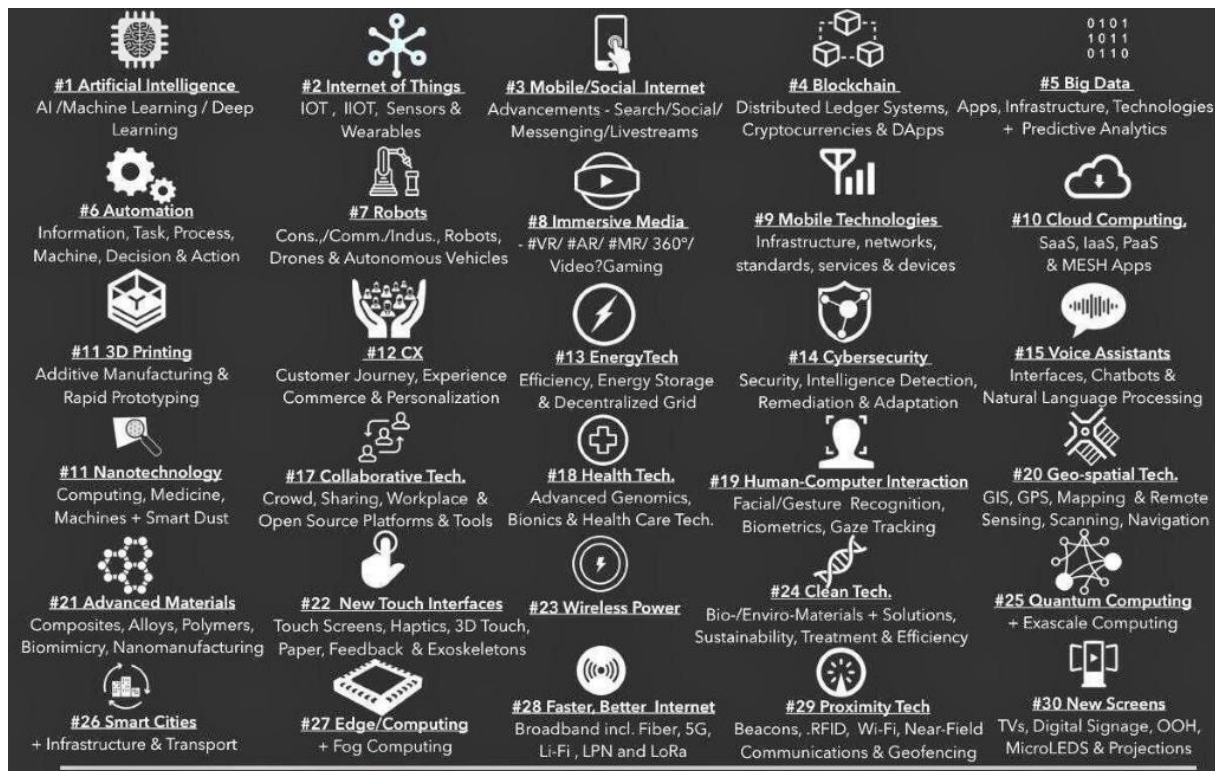 0101
1011
0110
#1 Artificial Intelligence
AI /Machine Learning / Deep
Learning
#2 Internet of Things
IOT , IIOT, Sensors &
Wearables
#3 Mobile/Social Internet
Advancements - Search/Social/
Messenging/Livestreams
#4 Blockchain
Distributed Ledger Systems,
Cryptocurrencies & DApps
#5 Big Data
Apps, Infrastructure, Technologies
+ Predictive Analytics
#6 Automation
Information, Task, Process,
Machine, Decision & Action
#7 Robots
Cons.,/Comm./Indus., Robots,
Drones & Autonomous Vehicles
#8 Immersive Media
- #VR/ #AR/ #MR/ 360º/
Video?Gaming
#9 Mobile Technologies
Infrastructure, networks,
standards, services & devices
#10 Cloud Computing,
SaaS, IaaS, PaaS
& MESH Apps
#11 3D Printing
Additive Manufacturing &
Rapid Prototyping
#12 CX
Customer Journey, Experience
Commerce & Personalization
#13 EnergyTech
Efficiency, Energy Storage
& Decentralized Grid
#14 Cybersecurity
Security, Intelligence Detection,
Remediation & Adaptation
#15 Voice Assistants
Interfaces, Chatbots &
Natural Language Processing
#11 Nanotechnology
Computing, Medicine,
Machines + Smart Dust
#17 Collaborative Tech.
Crowd, Sharing, Workplace &
Open Source Platforms & Tools
#18 Health Tech.
Advanced Genomics,
Bionics & Health Care Tech.
#19 Human-Computer Interaction
Facial/Gesture Recognition,
Biometrics, Gaze Tracking
#20 Geo-spatial Tech.
GIS, GPS, Mapping & Remote
Sensing, Scanning, Navigation
#21 Advanced Materials
Composites, Alloys, Polymers,
Biomimicry, Nanomanufacturing
#22 New Touch Interfaces
Touch Screens, Haptics, 3D Touch,
Paper, Feedback & Exoskeletons
#23 Wireless Power
#24 Clean Tech.
Bio-/Enviro-Materials + Solutions,
Sustainability, Treatment & Efficiency
#25 Quantum Computing
+ Exascale Computing
#26 Smart Cities
+ Infrastructure & Transport
#27 Edge/Computing
+ Fog Computing
#28 Faster, Better Internet
Broadband incl. Fiber, 5G,
Li-Fi , LPN and LoRa
#29 Proximity Tech
Beacons, .RFID, Wi-Fi, Near-Field
Communications & Geofencing
#30 New Screens
TVs, Digital Signage, OOH,
MicroLEDS & Projections